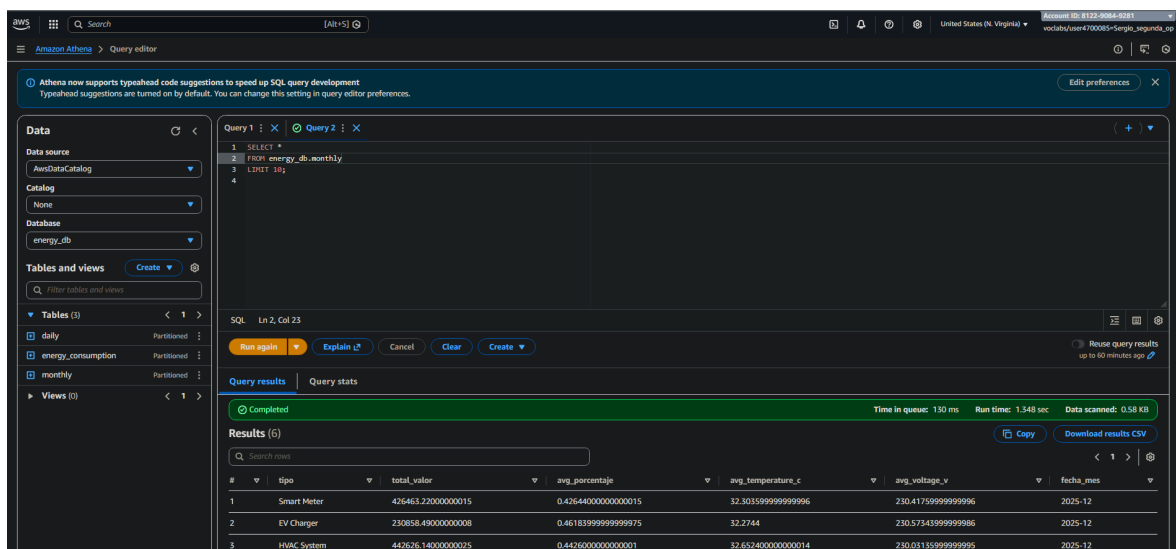 aws Search [Alt+S] United States (N. Virginia) Account ID: 8122-9084-9281
voclabs/user4700085=Sergio_segunda_op
Amazon Athena > Query editor
Athena now supports typeahead code suggestions to speed up SQL query development
Typeahead suggestions are turned on by default. You can change this setting in query editor preferences.
Edit preferences
Data
Data source
AwsDataCatalog
Catalog
None
Database
energy_db
Tables and views Create
Filter tables and views
Tables (3) < 1 >
daily Partitioned
energy_consumption Partitioned
monthly Partitioned
Views (0) < 1 >
Query 1 Query 2
1 SELECT *
2 FROM energy_db.monthly
3 LIMIT 10;
4
SQL Ln 2, Col 23
Run again Explain Cancel Clear Create
Reuse query results
up to 60 minutes ago
Query results Query stats
Completed Time in queue: 130 ms Run time: 1.348 sec Data scanned: 0.58 KB
Results (6) Copy Download results CSV
Search rows < 1 >
# tipo total_valor avg_porcentaje avg_temperature_c avg_voltage_v fecha_mes
1 Smart Meter 426463.22000000015 0.42644000000000015 32.303599999999996 230.41759999999996 2025-12
2 EV Charger 230858.49000000008 0.46183999999999975 32.2744 230.57343999999986 2025-12
3 HVAC System 442626.14000000025 0.4426000000000001 32.652400000000014 230.03135999999995 2025-12